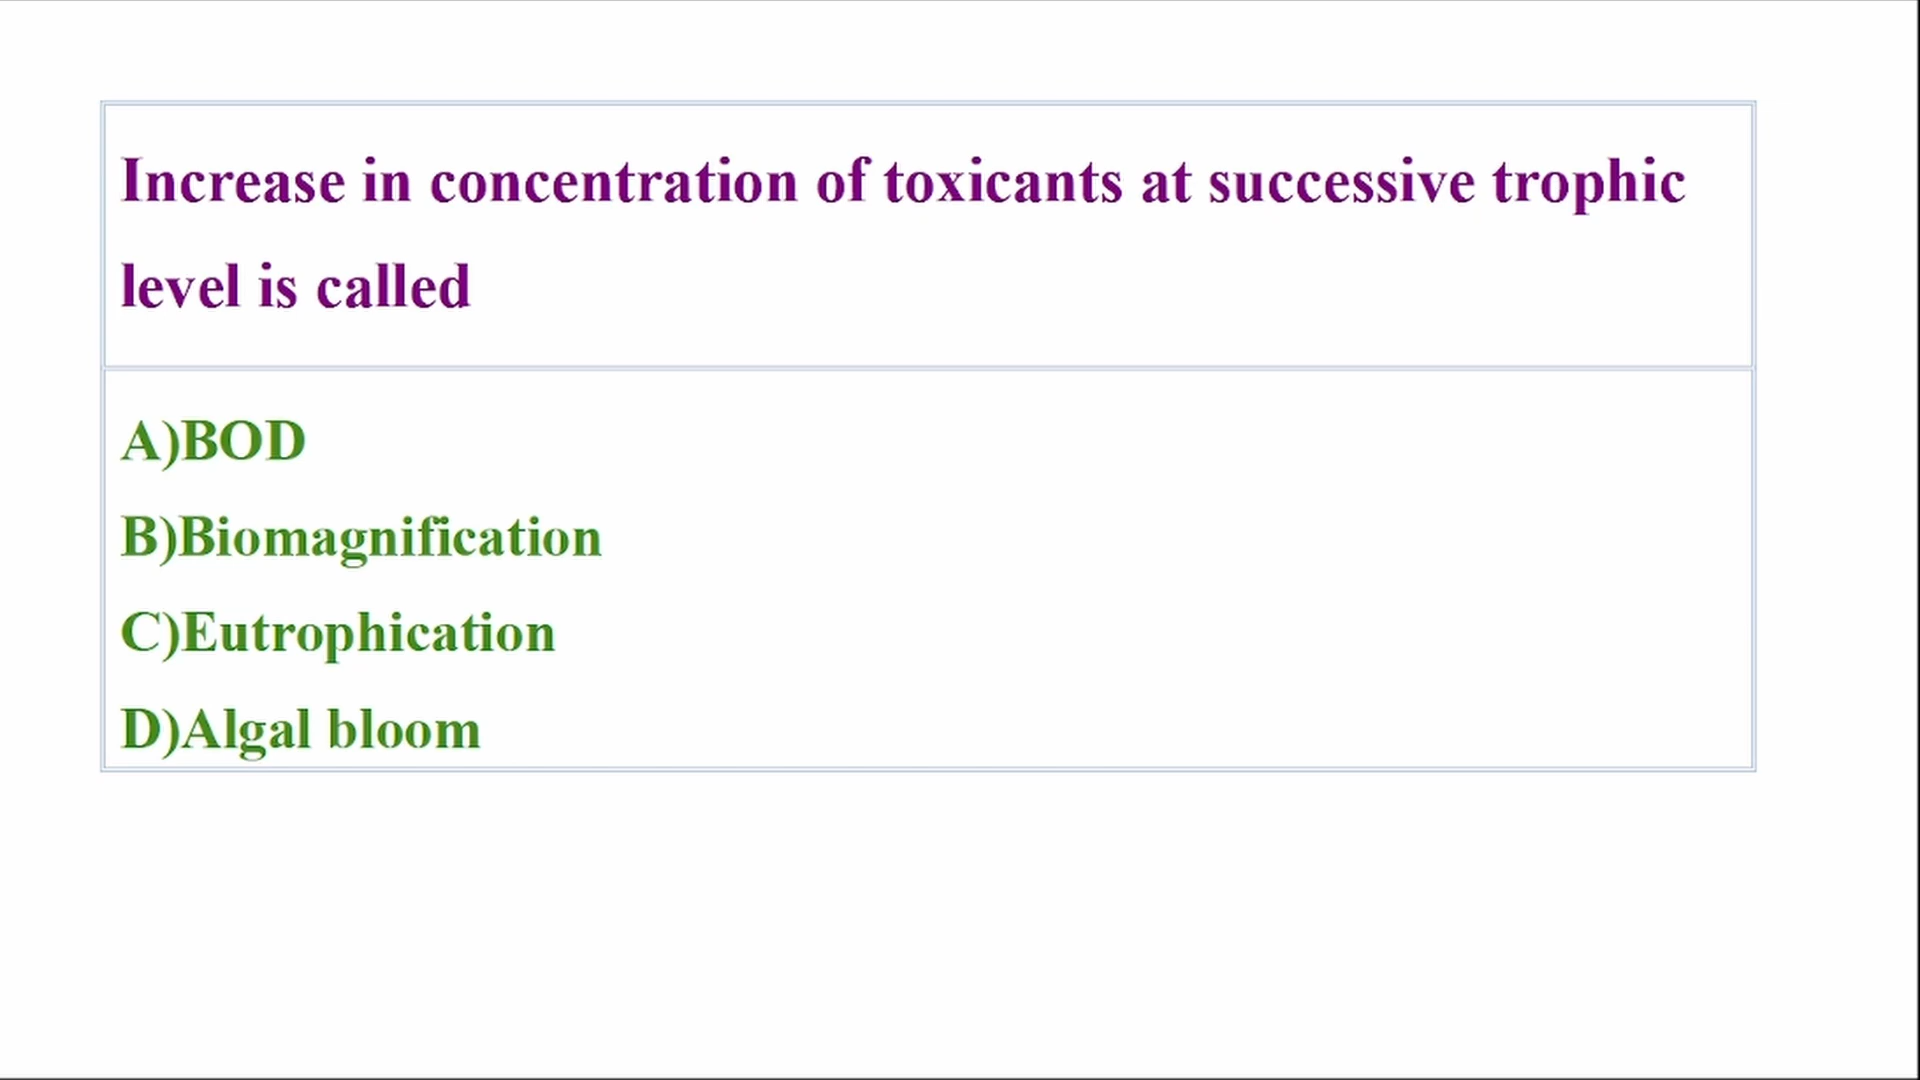 Increase in concentration of toxicants at successive trophic
level is called
A)BOD
B)Biomagnification
C)Eutrophication
D)Algal bloom